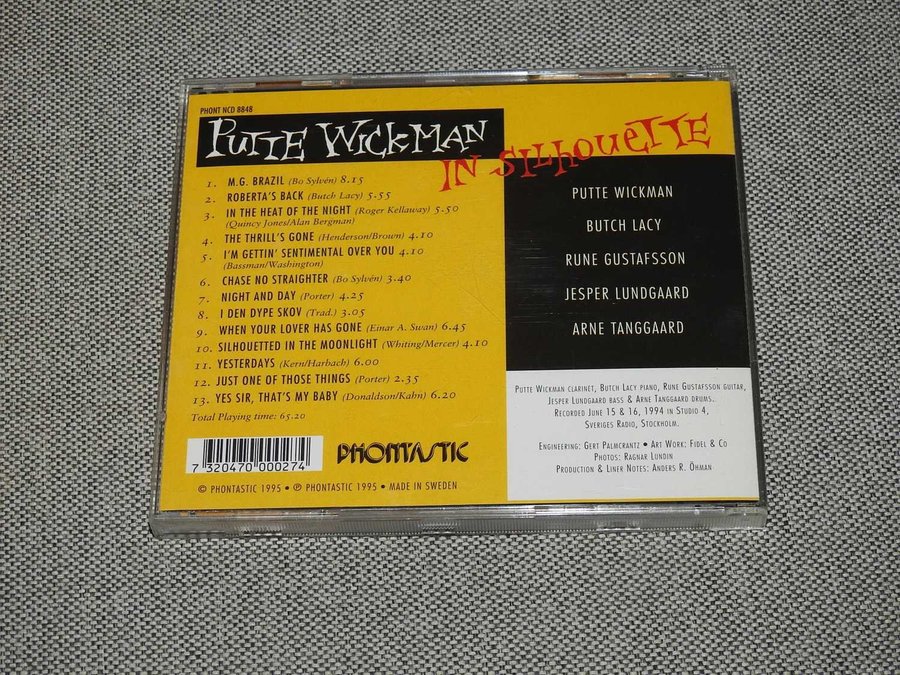 PHONT NCD 8848
PUTTE WICKMAN
IN SILHOUETTE
1. M.G. BRAZIL (Bo Sylvén) 8.15
2. ROBERTA'S BACK (Butch Lacy) 5.55
3. IN THE HEAT OF THE NIGHT (Roger Kellaway) 5.50
(Quincy Jones/Alan Bergman)
4. THE THRILL'S GONE (Henderson/Brown) 4.10
5. I'M GETTIN' SENTIMENTAL OVER YOU 4.10
(Bassman/Washington)
6. CHASE NO STRAIGHTER (Bo Sylvén) 3.40
7. NIGHT AND DAY (Porter) 4.25
8. I DEN DYPE SKOV (Trad.) 3.05
9. WHEN YOUR LOVER HAS GONE (Einar A. Swan) 6.45
10. SILHOUETTED IN THE MOONLIGHT (Whiting/Mercer) 4.10
11. YESTERDAYS (Kern/Harbach) 6.00
12. JUST ONE OF THOSE THINGS (Porter) 2.35
13. YES SIR, THAT'S MY BABY (Donaldson/Kahn) 6.20
Total Playing time: 65.20
7 320470 000274
PHONTASTIC
© PHONTASTIC 1995 • ℗ PHONTASTIC 1995 • MADE IN SWEDEN
PUTTE WICKMAN
BUTCH LACY
RUNE GUSTAFSSON
JESPER LUNDGAARD
ARNE TANGGAARD
PUTTE WICKMAN CLARINET, BUTCH LACY PIANO, RUNE GUSTAFSSON GUITAR,
JESPER LUNDGAARD BASS & ARNE TANGGAARD DRUMS.
RECORDED JUNE 15 & 16, 1994 IN STUDIO 4,
SVERIGES RADIO, STOCKHOLM.
ENGINEERING: GERT PALMCRANTZ • ART WORK: FIDEL & CO
PHOTOS: RAGNAR LUNDIN
PRODUCTION & LINER NOTES: ANDERS R. ÖHMAN